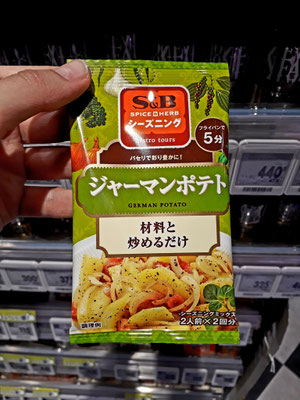 S&B
SPICE&HERB
シーズニング
bistro tours
フライパンで
5分
パセリで彩り豊かに!
ジャーマンポテト
GERMAN POTATO
材料と
炒めるだけ
シーズニングミックス
2人前×2回分
調理例
440